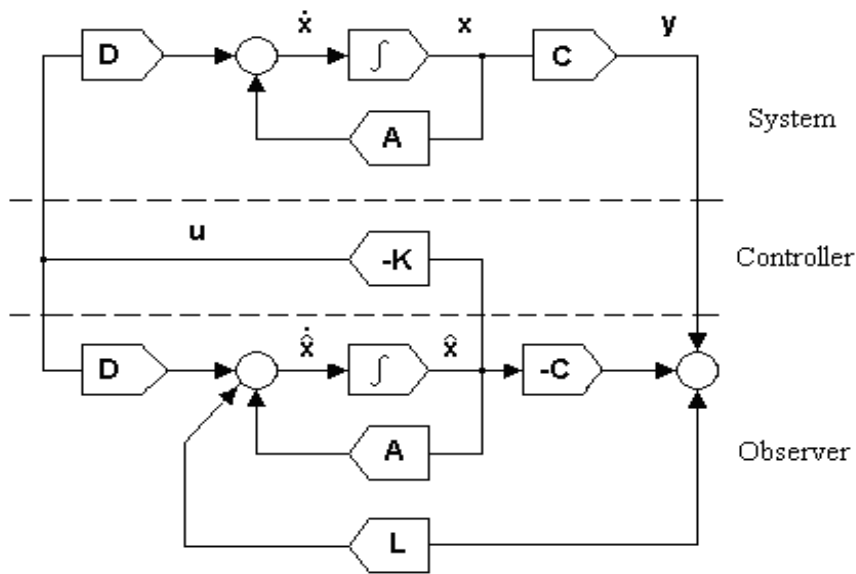 ẋ x y
D ∫ C
A
System
u
-K
Controller
x̂̇ x̂
D ∫ -C
A
Observer
L